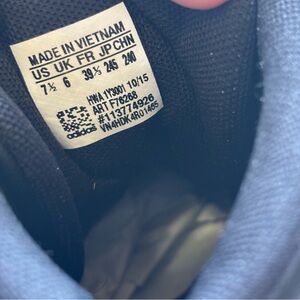 MADE IN VIETNAM
US UK FR JP CHN
7½ 6 39⅓ 245 240
HWA 1Y3001 10/15
ART F76268
#113774926
VN4HDK4R01465
adidas